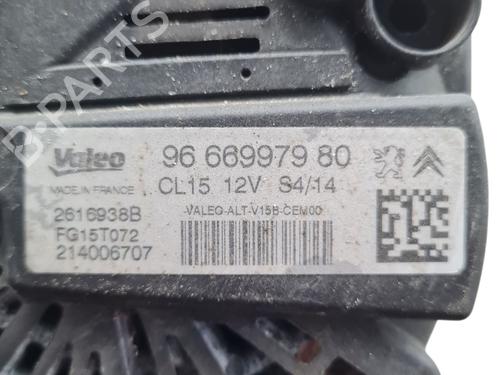 B-PARTS
Valeo 96 669979 80
MADE IN FRANCE CL15 12V S4/14
2616938B VALEO-ALT-V15B-CEM00
FG15T072
214006707